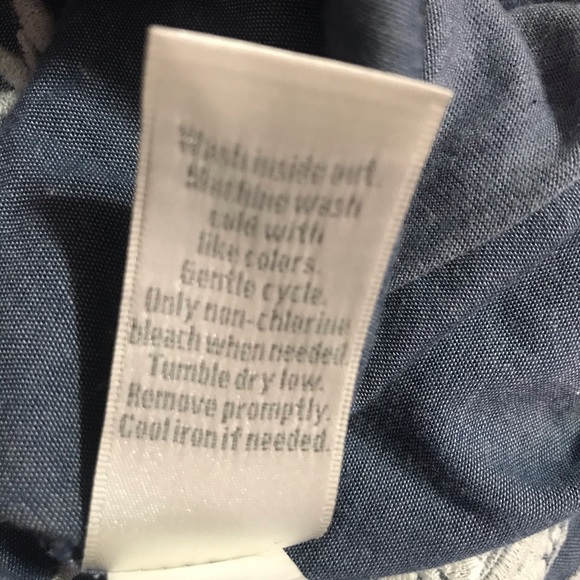 Wash inside out.
Machine wash
cold with
like colors.
Gentle cycle.
Only non-chlorine
bleach when needed
Tumble dry low.
Remove promptly.
Cool iron if needed.